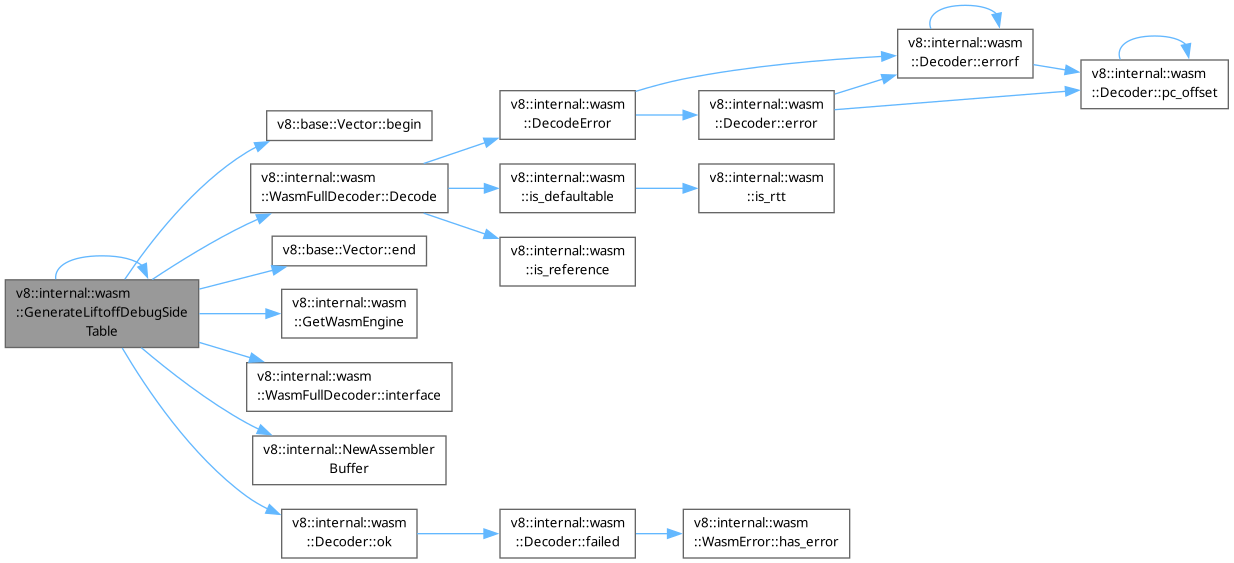 v8::internal::wasm
::GenerateLiftoffDebugSide
Table
v8::base::Vector::begin
v8::internal::wasm
::WasmFullDecoder::Decode
v8::internal::wasm
::DecodeError
v8::internal::wasm
::Decoder::errorf
v8::internal::wasm
::Decoder::pc_offset
v8::internal::wasm
::Decoder::error
v8::internal::wasm
::is_defaultable
v8::internal::wasm
::is_rtt
v8::internal::wasm
::is_reference
v8::base::Vector::end
v8::internal::wasm
::GetWasmEngine
v8::internal::wasm
::WasmFullDecoder::interface
v8::internal::NewAssembler
Buffer
v8::internal::wasm
::Decoder::ok
v8::internal::wasm
::Decoder::failed
v8::internal::wasm
::WasmError::has_error